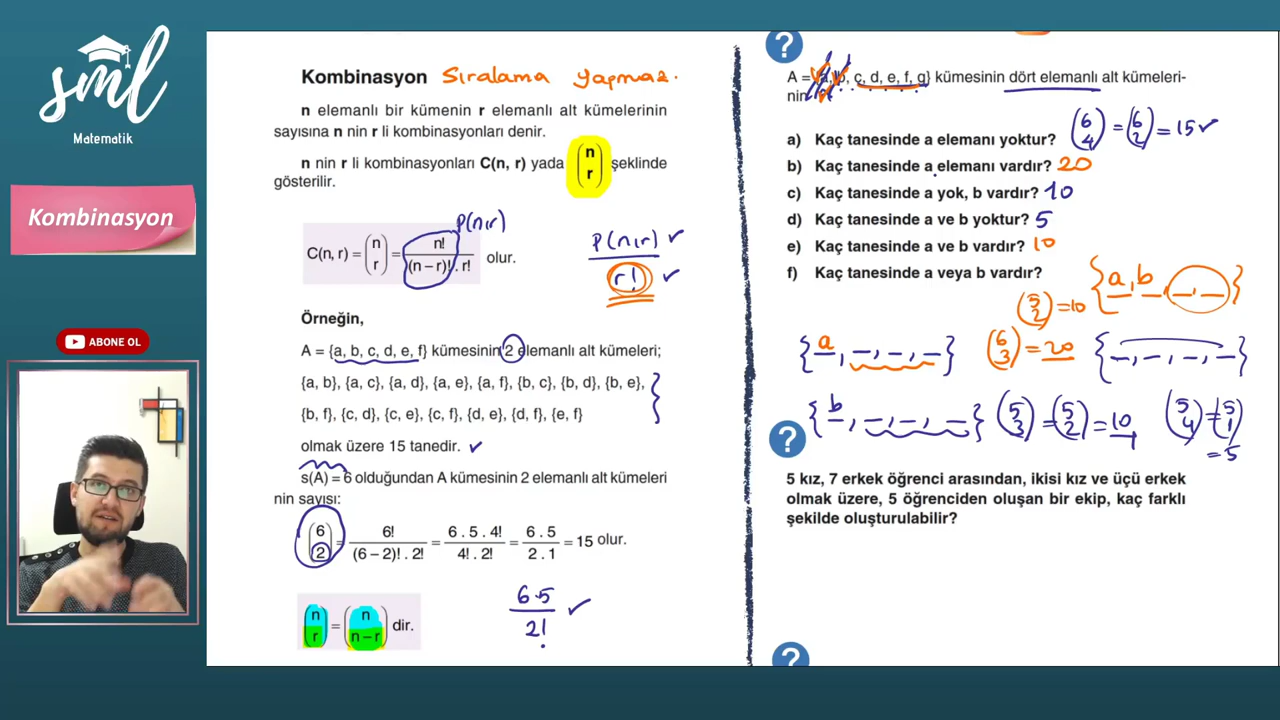 sml
Matematik
Kombinasyon
ABONE OL
Kombinasyon Sıralama yapmaz.
n elemanlı bir kümenin r elemanlı alt kümelerinin
sayısına n nin r li kombinasyonları denir.
n nin r li kombinasyonları C(n, r) yada (n r) şeklinde
gösterilir.
P(n,r)
C(n, r) = (n r) = n! / (n – r)! . r! olur.
P(n,r) / r! ✓ ✓
Örneğin,
A = {a, b, c, d, e, f} kümesinin 2 elemanlı alt kümeleri;
{a, b}, {a, c}, {a, d}, {a, e}, {a, f}, {b, c}, {b, d}, {b, e},
{b, f}, {c, d}, {c, e}, {c, f}, {d, e}, {d, f}, {e, f}
olmak üzere 15 tanedir. ✓
s(A) = 6 olduğundan A kümesinin 2 elemanlı alt kümeleri
nin sayısı:
(6 2) = 6! / (6 – 2)! . 2! = 6 . 5 . 4! / 4! . 2! = 6 . 5 / 2 . 1 = 15 olur.
(n r) = (n n – r) dir.
6.5 / 2! ✓
?
A = {a, b, c, d, e, f, g} kümesinin dört elemanlı alt kümeleri-
nin
a) Kaç tanesinde a elemanı yoktur? (6 4) = (6 2) = 15 ✓
b) Kaç tanesinde a elemanı vardır? 20
c) Kaç tanesinde a yok, b vardır? 10
d) Kaç tanesinde a ve b yoktur? 5
e) Kaç tanesinde a ve b vardır? 10
f) Kaç tanesinde a veya b vardır?
(5 2) = 10 {a, b, _, _}
{a, _, _, _} (6 3) = 20 {_, _, _, _}
{b, _, _, _} (5 3) = (5 2) = 10 (5 4) = (5 1) = 5
?
5 kız, 7 erkek öğrenci arasından, ikisi kız ve üçü erkek
olmak üzere, 5 öğrenciden oluşan bir ekip, kaç farklı
şekilde oluşturulabilir?
?